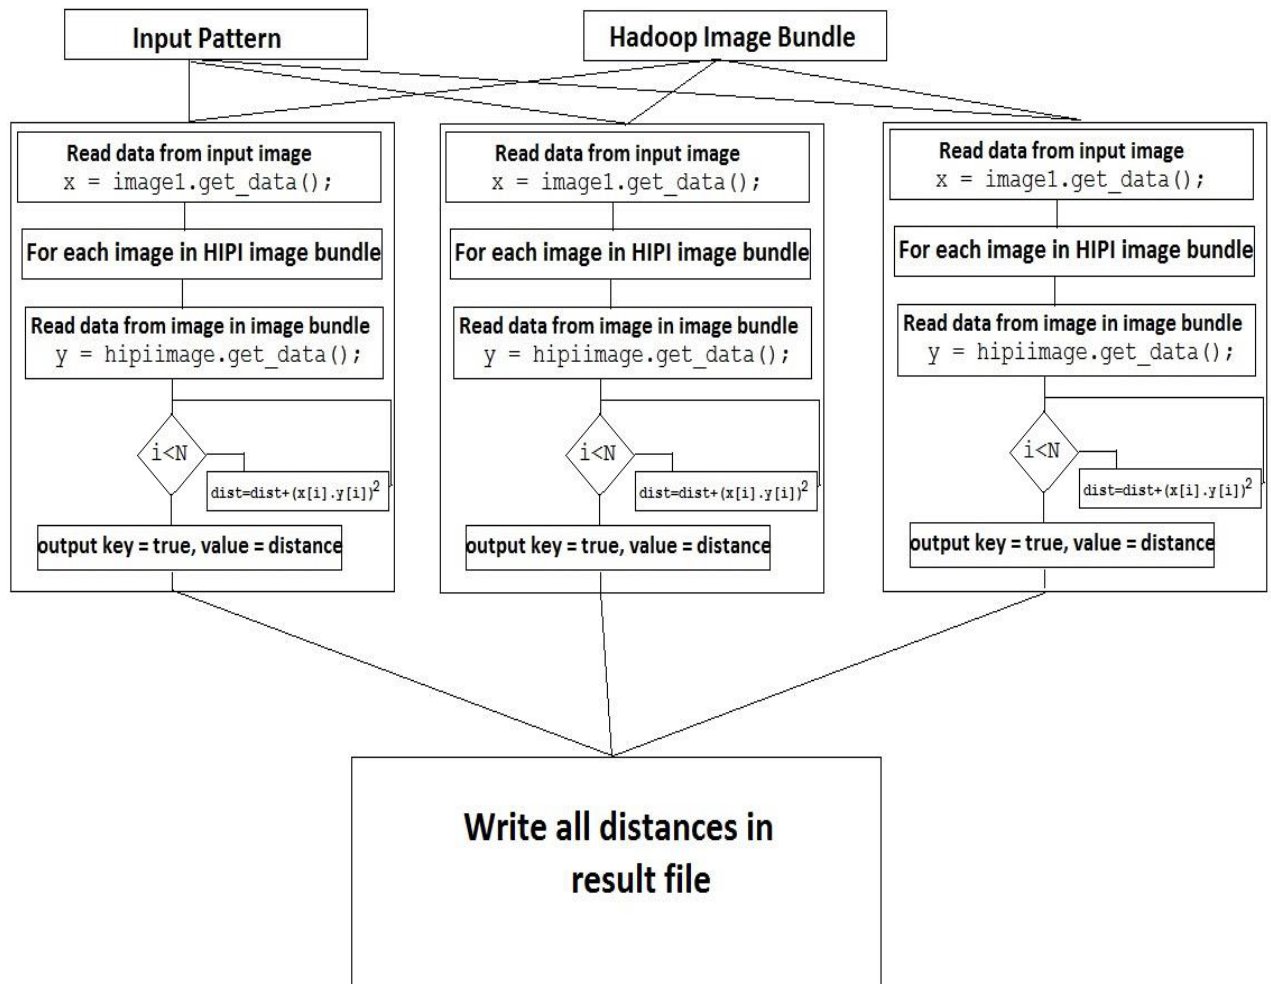 Input Pattern
Hadoop Image Bundle
Read data from input image
x = image1.get_data();
For each image in HIPI image bundle
Read data from image in image bundle
y = hipiimage.get_data();
i<N
dist=dist+(x[i].y[i])²
output key = true, value = distance
Read data from input image
x = image1.get_data();
For each image in HIPI image bundle
Read data from image in image bundle
y = hipiimage.get_data();
i<N
dist=dist+(x[i].y[i])²
output key = true, value = distance
Read data from input image
x = image1.get_data();
For each image in HIPI image bundle
Read data from image in image bundle
y = hipiimage.get_data();
i<N
dist=dist+(x[i].y[i])²
output key = true, value = distance
Write all distances in
result file